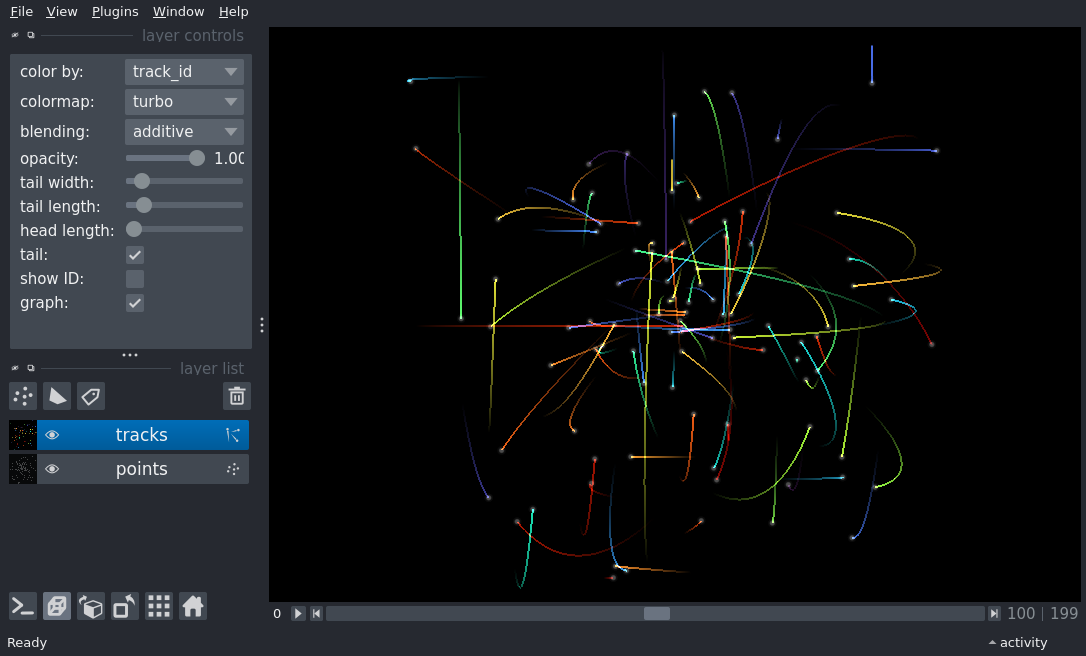 File View Plugins Window Help
layer controls
color by: track_id
colormap: turbo
blending: additive
opacity: 1.00
tail width:
tail length:
head length:
tail:
show ID:
graph:
layer list
tracks
points
0 100 | 199
Ready activity